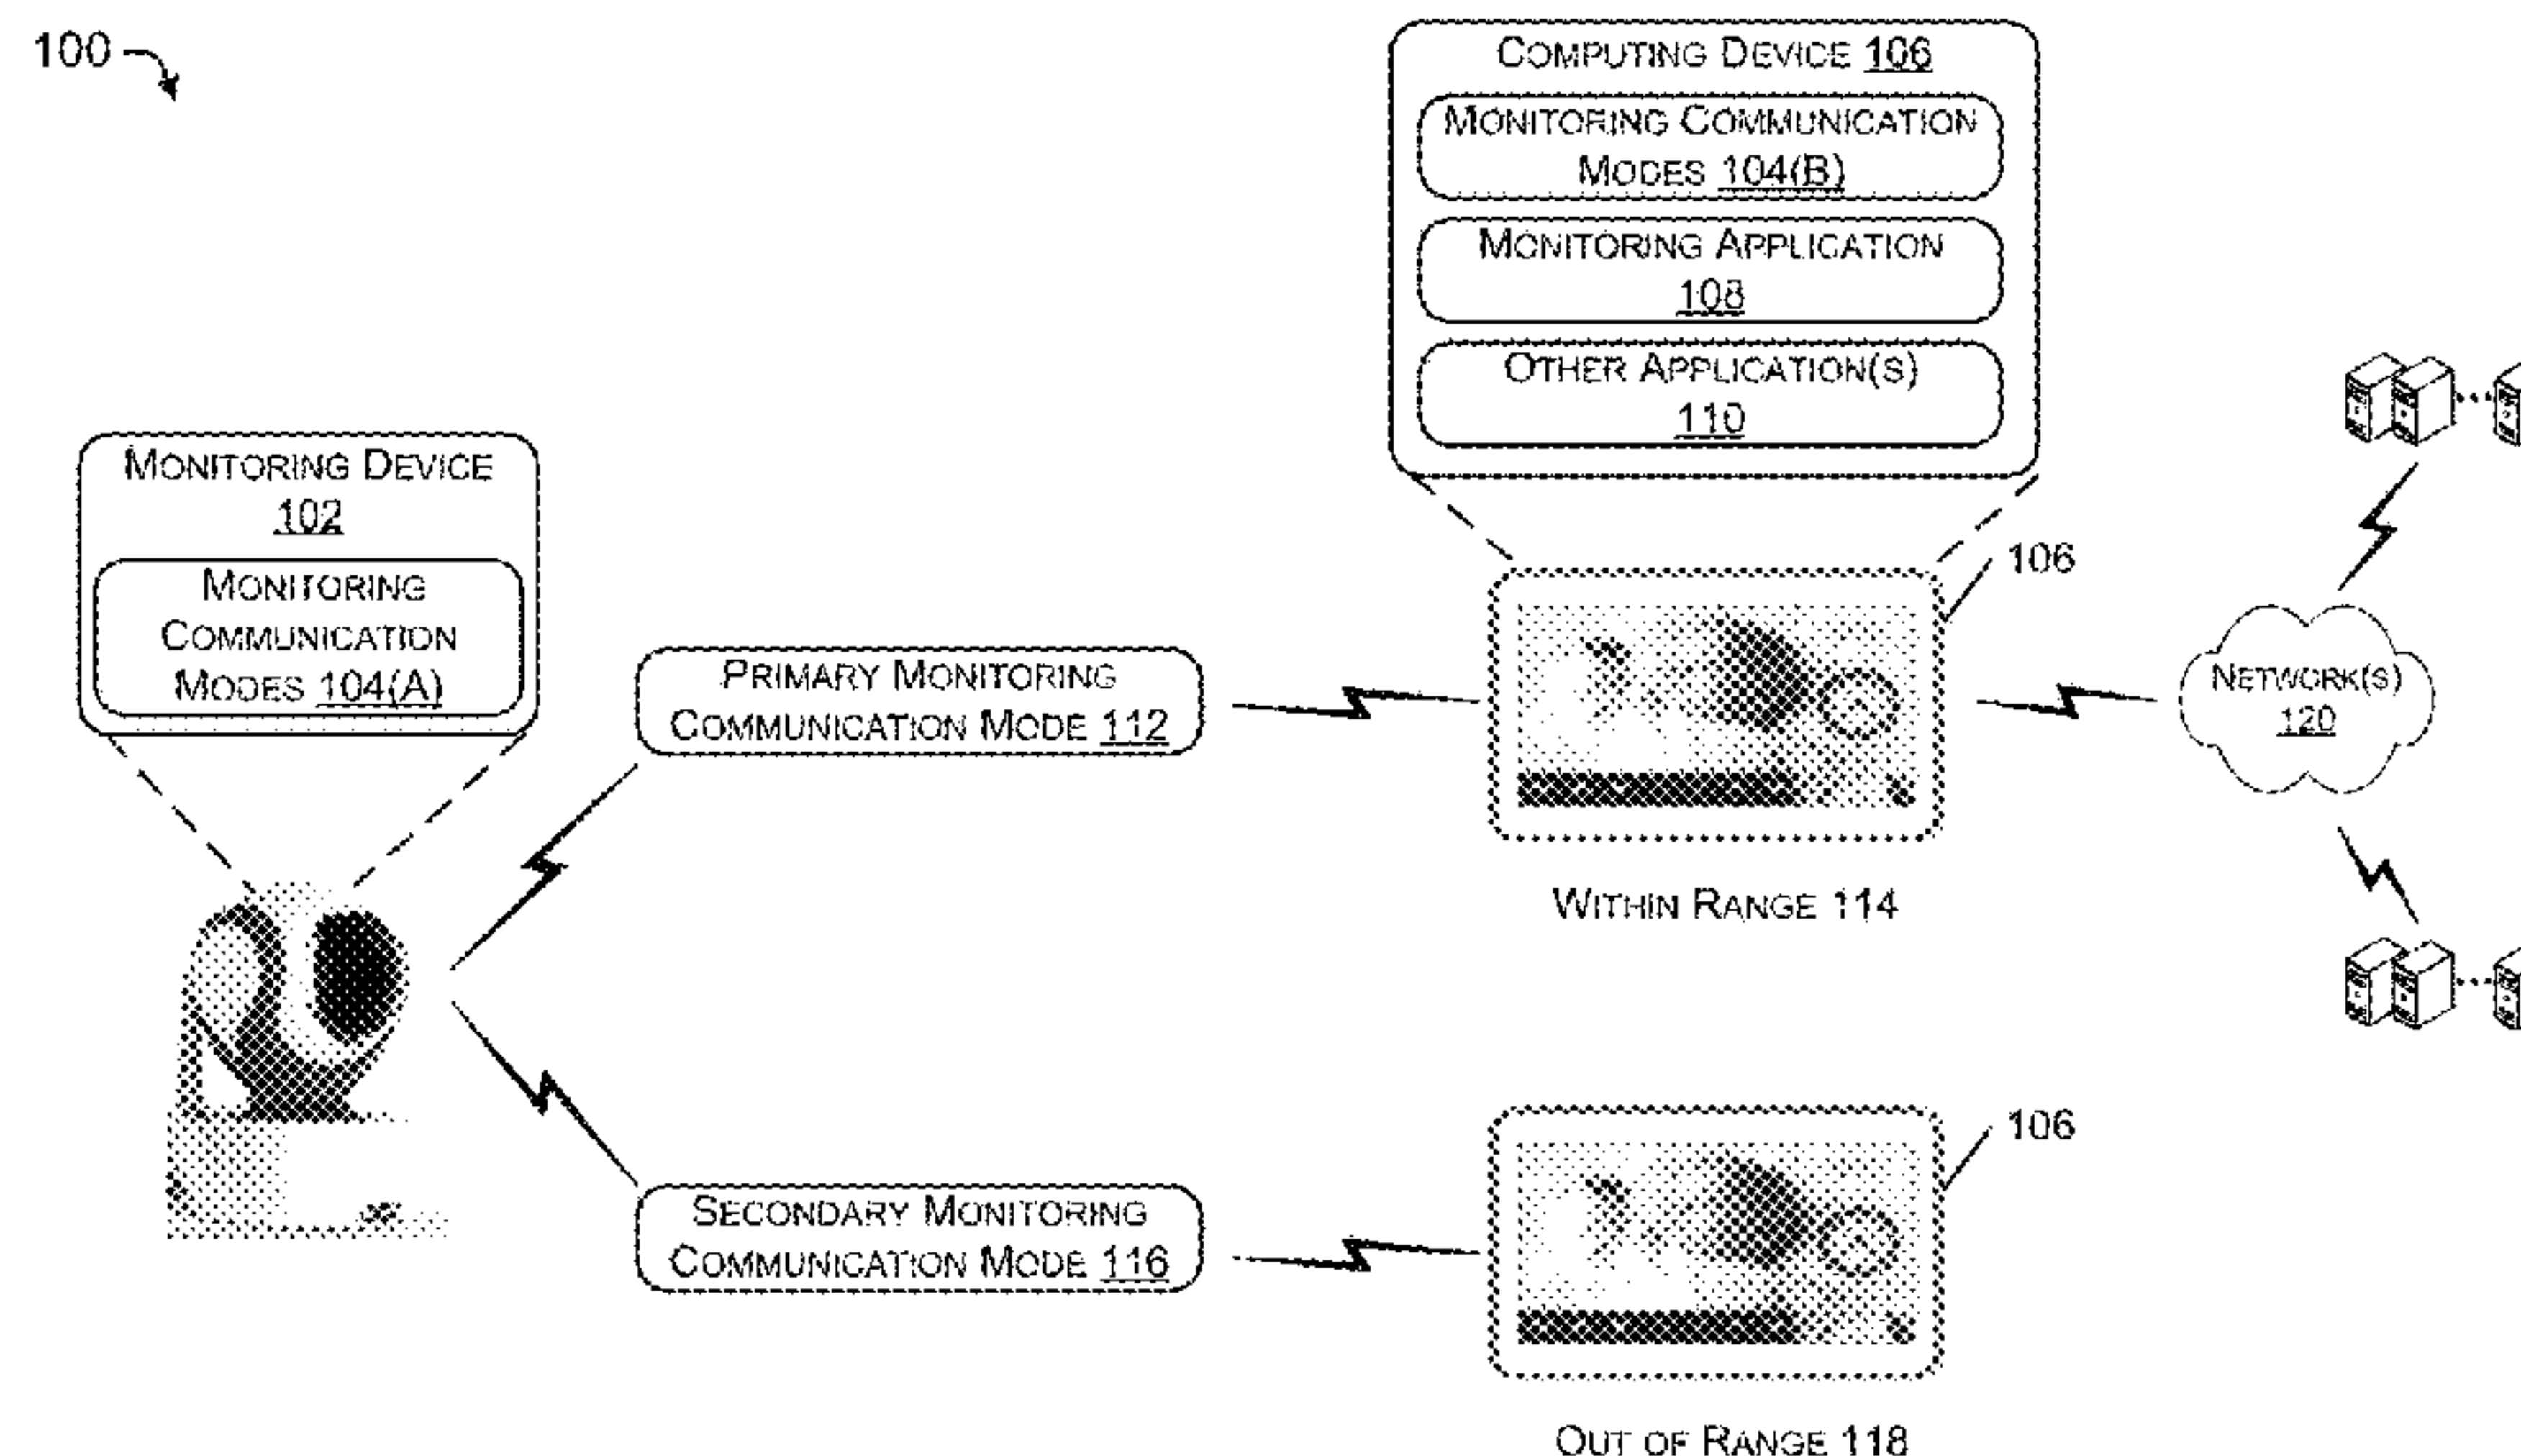 100
COMPUTING DEVICE 106
MONITORING COMMUNICATION
MODES 104(B)
MONITORING APPLICATION
108
OTHER APPLICATION(S)
110
MONITORING DEVICE
102
MONITORING
COMMUNICATION
MODES 104(A)
106
PRIMARY MONITORING
COMMUNICATION MODE 112
NETWORK(S)
120
WITHIN RANGE 114
106
SECONDARY MONITORING
COMMUNICATION MODE 116
OUT OF RANGE 118